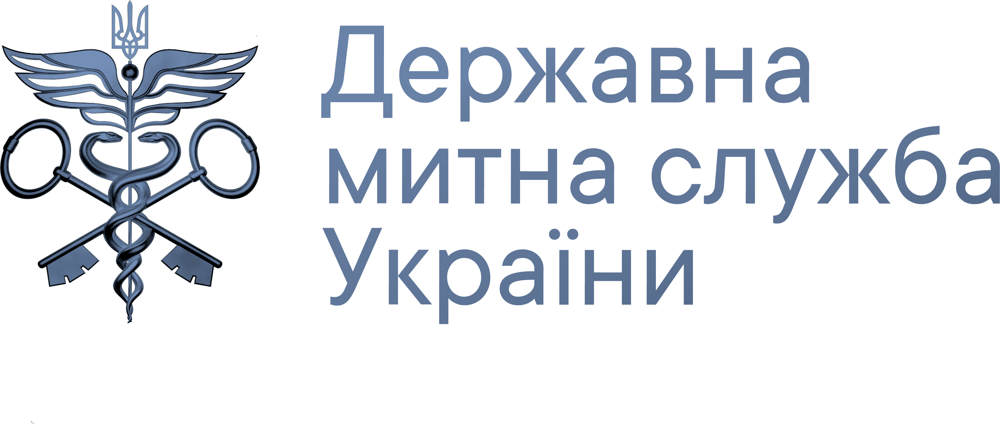 Державна
митна служба
України